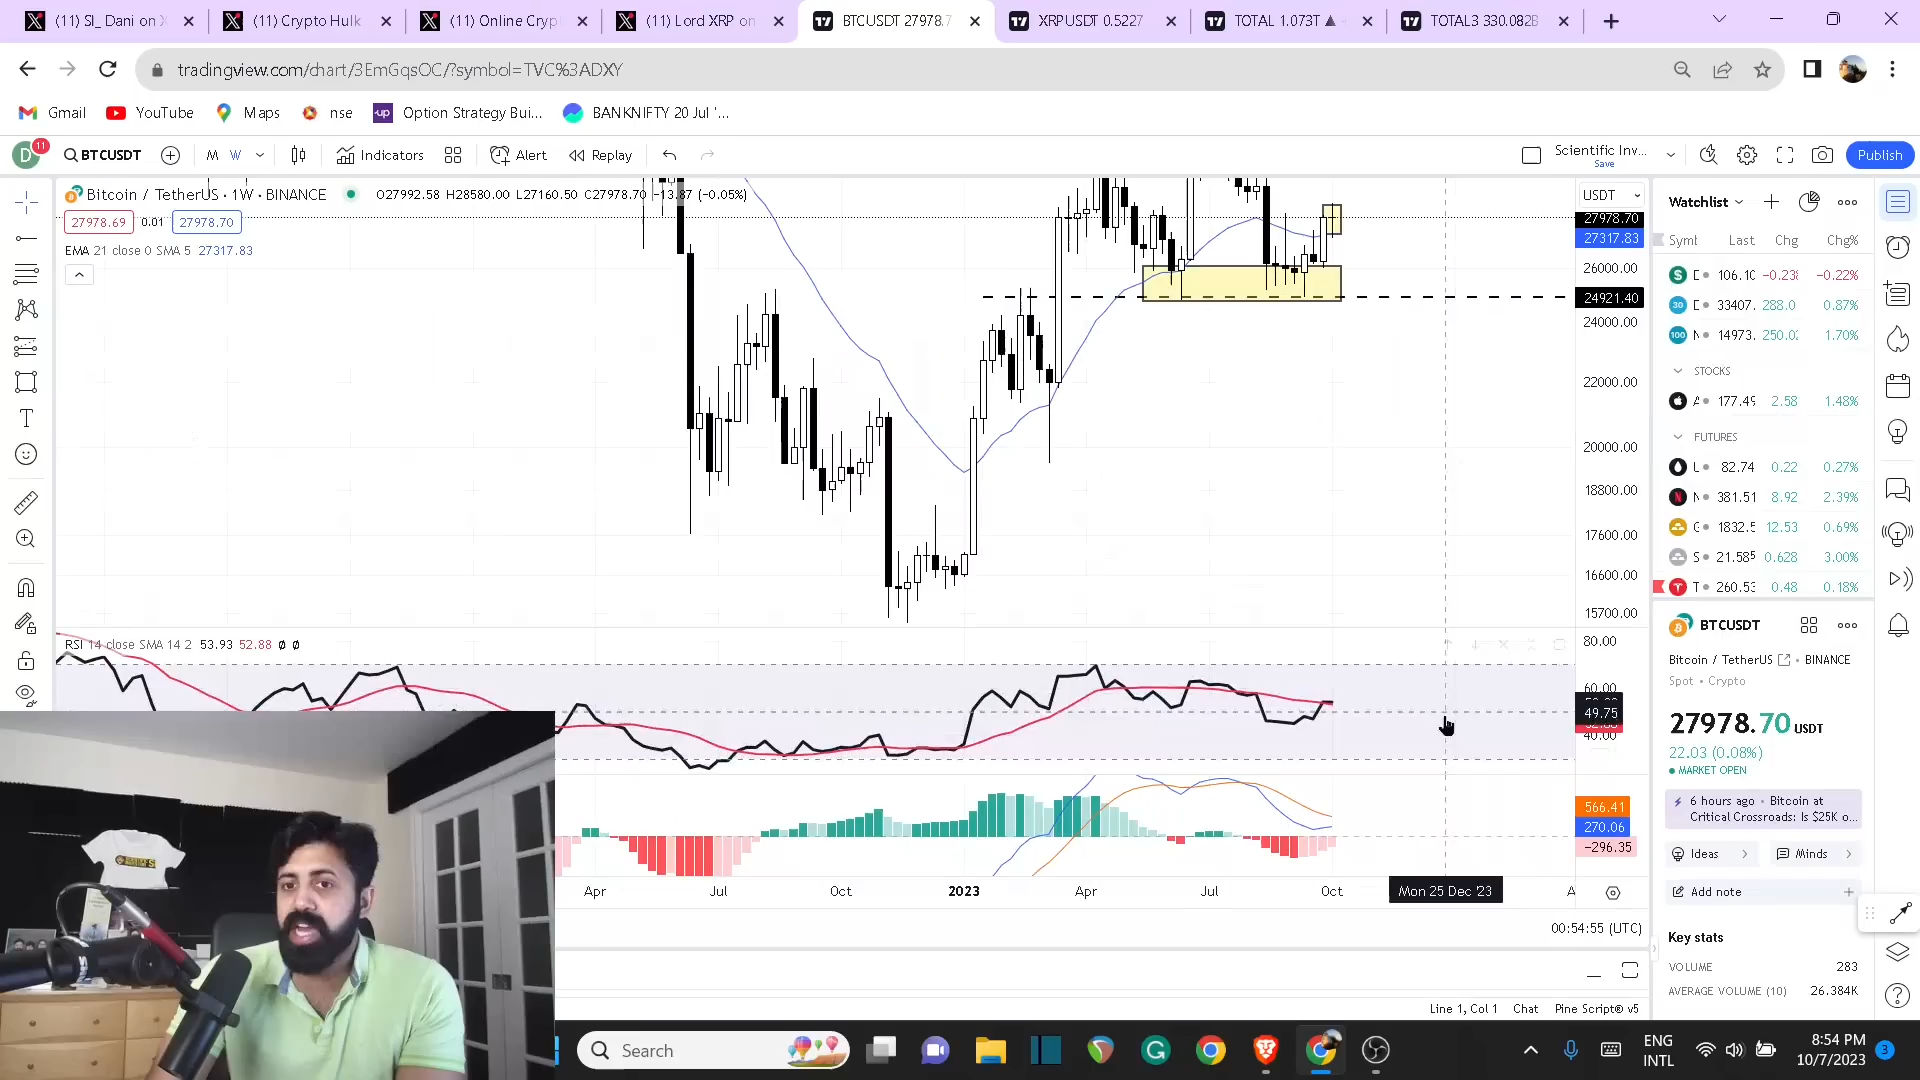 (11) SI_ Dani on X
(11) Crypto Hulk
(11) Online Cryp
(11) Lord XRP on
BTCUSDT 27978.7
XRPUSDT 0.5227
TOTAL 1.073T ▲
TOTAL3 330.082B
tradingview.com/chart/3EmGqsOC/?symbol=TVC%3ADXY
Gmail
YouTube
Maps
nse
up
Option Strategy Bui...
BANKNIFTY 20 Jul '...
D
11
BTCUSDT
M
W
Indicators
Alert
Replay
Scientific Inv...
Save
Publish
Bitcoin / TetherUS · 1W · BINANCE
O27992.58 H28580.00 L27160.50 C27978.70 −13.87 (−0.05%)
27978.69
0.01
27978.70
EMA 21 close 0 SMA 5 27317.83
USDT
27978.70
27317.83
26000.00
24921.40
24000.00
22000.00
20000.00
18800.00
17600.00
16600.00
15700.00
RSI 14 close SMA 14 2 53.93 52.88 Ø Ø
80.00
60.00
49.75
40.00
566.41
270.06
−296.35
Apr
Jul
Oct
2023
Apr
Jul
Oct
Mon 25 Dec '23
A
00:54:55 (UTC)
Line 1, Col 1
Chat
Pine Script® v5
Watchlist
Symb
Last
Chg
Chg%
106.10 −0.23 −0.22%
30
33407. 288.0 0.87%
100
14973. 250.0 1.70%
STOCKS
177.49 2.58 1.48%
FUTURES
82.74 0.22 0.27%
381.51 8.92 2.39%
1832.5 12.53 0.69%
21.585 0.628 3.00%
260.53 0.48 0.18%
BTCUSDT
Bitcoin / TetherUS • BINANCE
Spot • Crypto
27978.70 USDT
22.03 (0.08%)
MARKET OPEN
6 hours ago • Bitcoin at
Critical Crossroads: Is $25K o...
Ideas
Minds
Add note
Key stats
VOLUME
283
AVERAGE VOLUME (10)
26.384K
Search
ENG
INTL
8:54 PM
10/7/2023
3